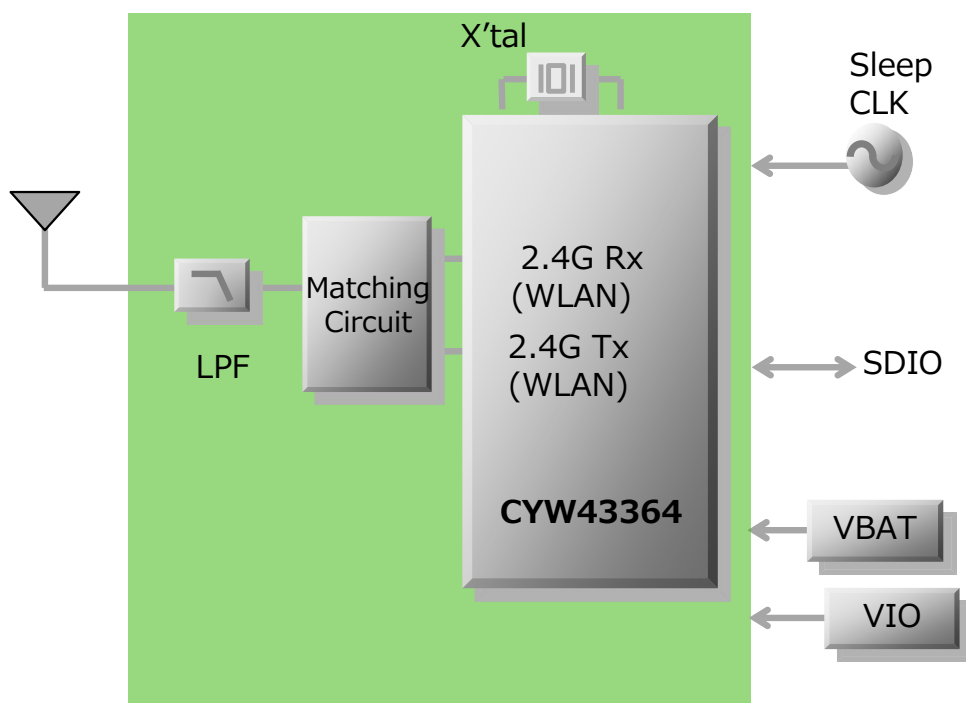 X’tal
Sleep
CLK
2.4G Rx
(WLAN)
Matching
Circuit
2.4G Tx
(WLAN)
LPF
SDIO
CYW43364
VBAT
VIO